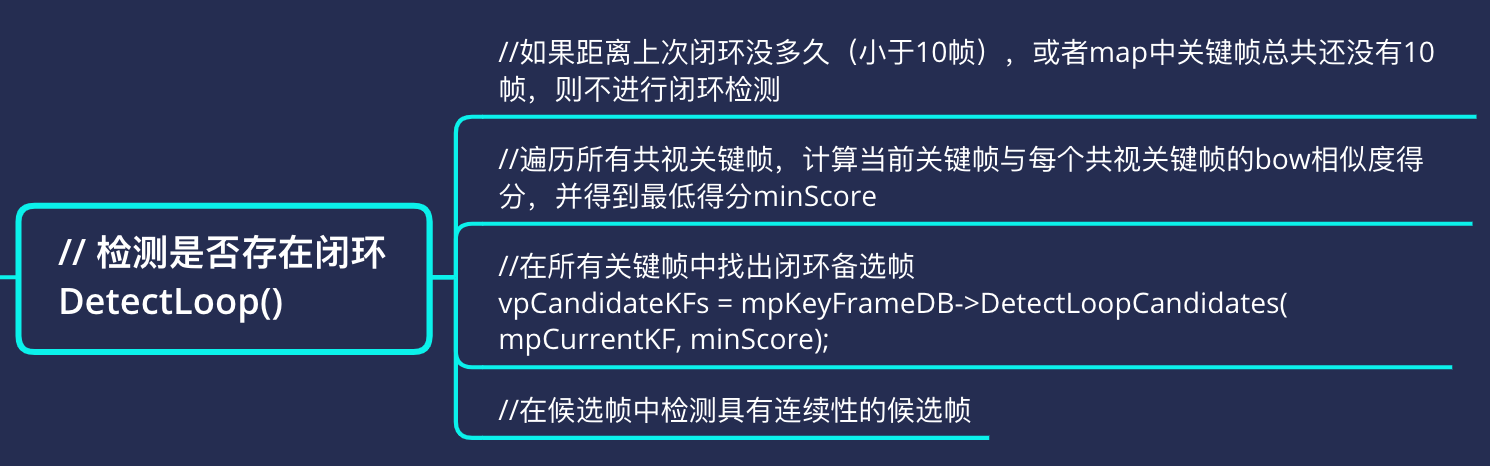 // 检测是否存在闭环
DetectLoop()
//如果距离上次闭环没多久（小于10帧），或者map中关键帧总共还没有10
帧，则不进行闭环检测
//遍历所有共视关键帧，计算当前关键帧与每个共视关键帧的bow相似度得
分，并得到最低得分minScore
//在所有关键帧中找出闭环备选帧
vpCandidateKFs = mpKeyFrameDB->DetectLoopCandidates(
mpCurrentKF, minScore);
//在候选帧中检测具有连续性的候选帧